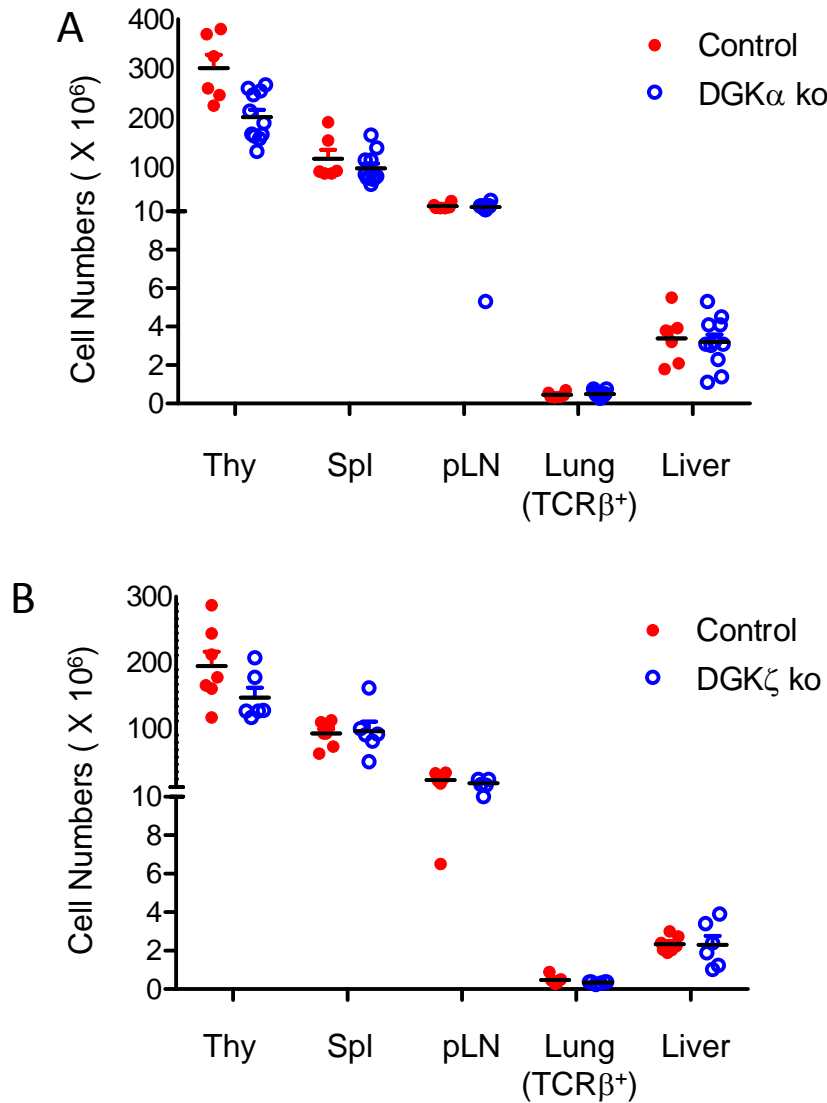 A
Cell Numbers ( X 10⁶)
400
300
200
100
10
8
6
4
2
0
Control
DGKα ko
Thy Spl pLN Lung Liver
(TCRβ⁺)
B
Cell Numbers ( X 10⁶)
300
200
100
10
8
6
4
2
0
Control
DGKζ ko
Thy Spl pLN Lung Liver
(TCRβ⁺)